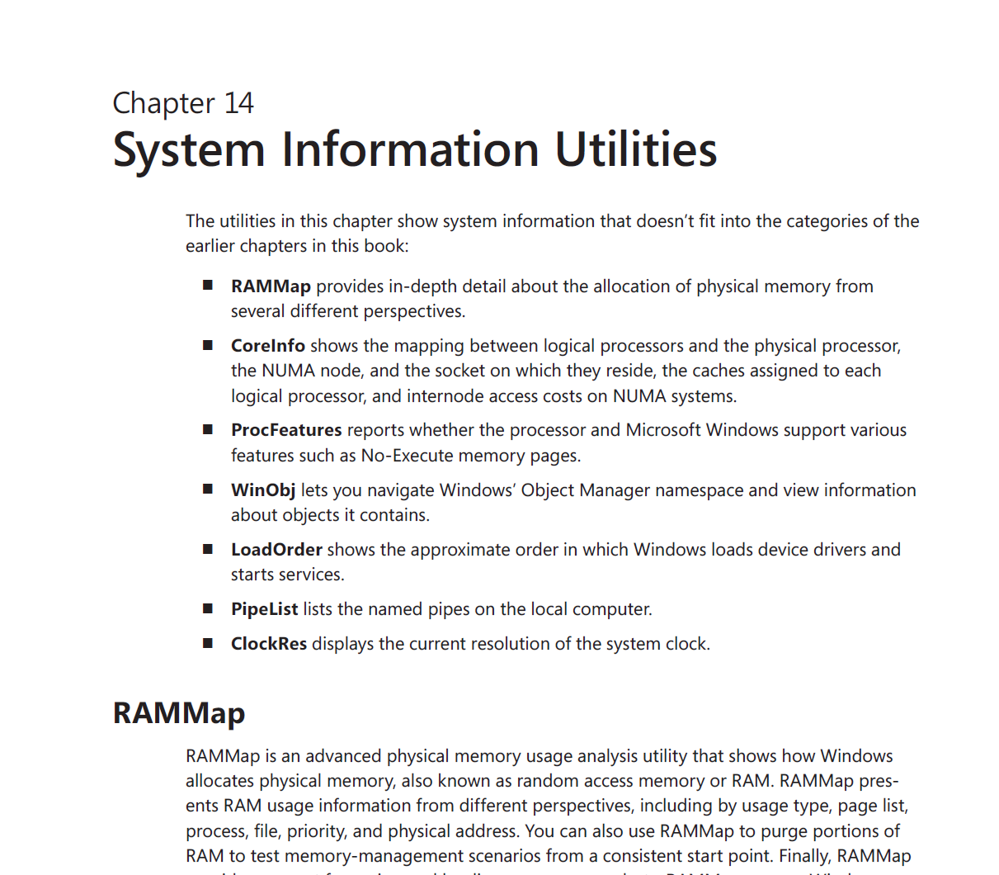 Chapter 14
System Information Utilities
The utilities in this chapter show system information that doesn’t fit into the categories of the
earlier chapters in this book:
■ RAMMap provides in-depth detail about the allocation of physical memory from
several different perspectives.
■ CoreInfo shows the mapping between logical processors and the physical processor,
the NUMA node, and the socket on which they reside, the caches assigned to each
logical processor, and internode access costs on NUMA systems.
■ ProcFeatures reports whether the processor and Microsoft Windows support various
features such as No-Execute memory pages.
■ WinObj lets you navigate Windows’ Object Manager namespace and view information
about objects it contains.
■ LoadOrder shows the approximate order in which Windows loads device drivers and
starts services.
■ PipeList lists the named pipes on the local computer.
■ ClockRes displays the current resolution of the system clock.
RAMMap
RAMMap is an advanced physical memory usage analysis utility that shows how Windows
allocates physical memory, also known as random access memory or RAM. RAMMap pres-
ents RAM usage information from different perspectives, including by usage type, page list,
process, file, priority, and physical address. You can also use RAMMap to purge portions of
RAM to test memory-management scenarios from a consistent start point. Finally, RAMMap